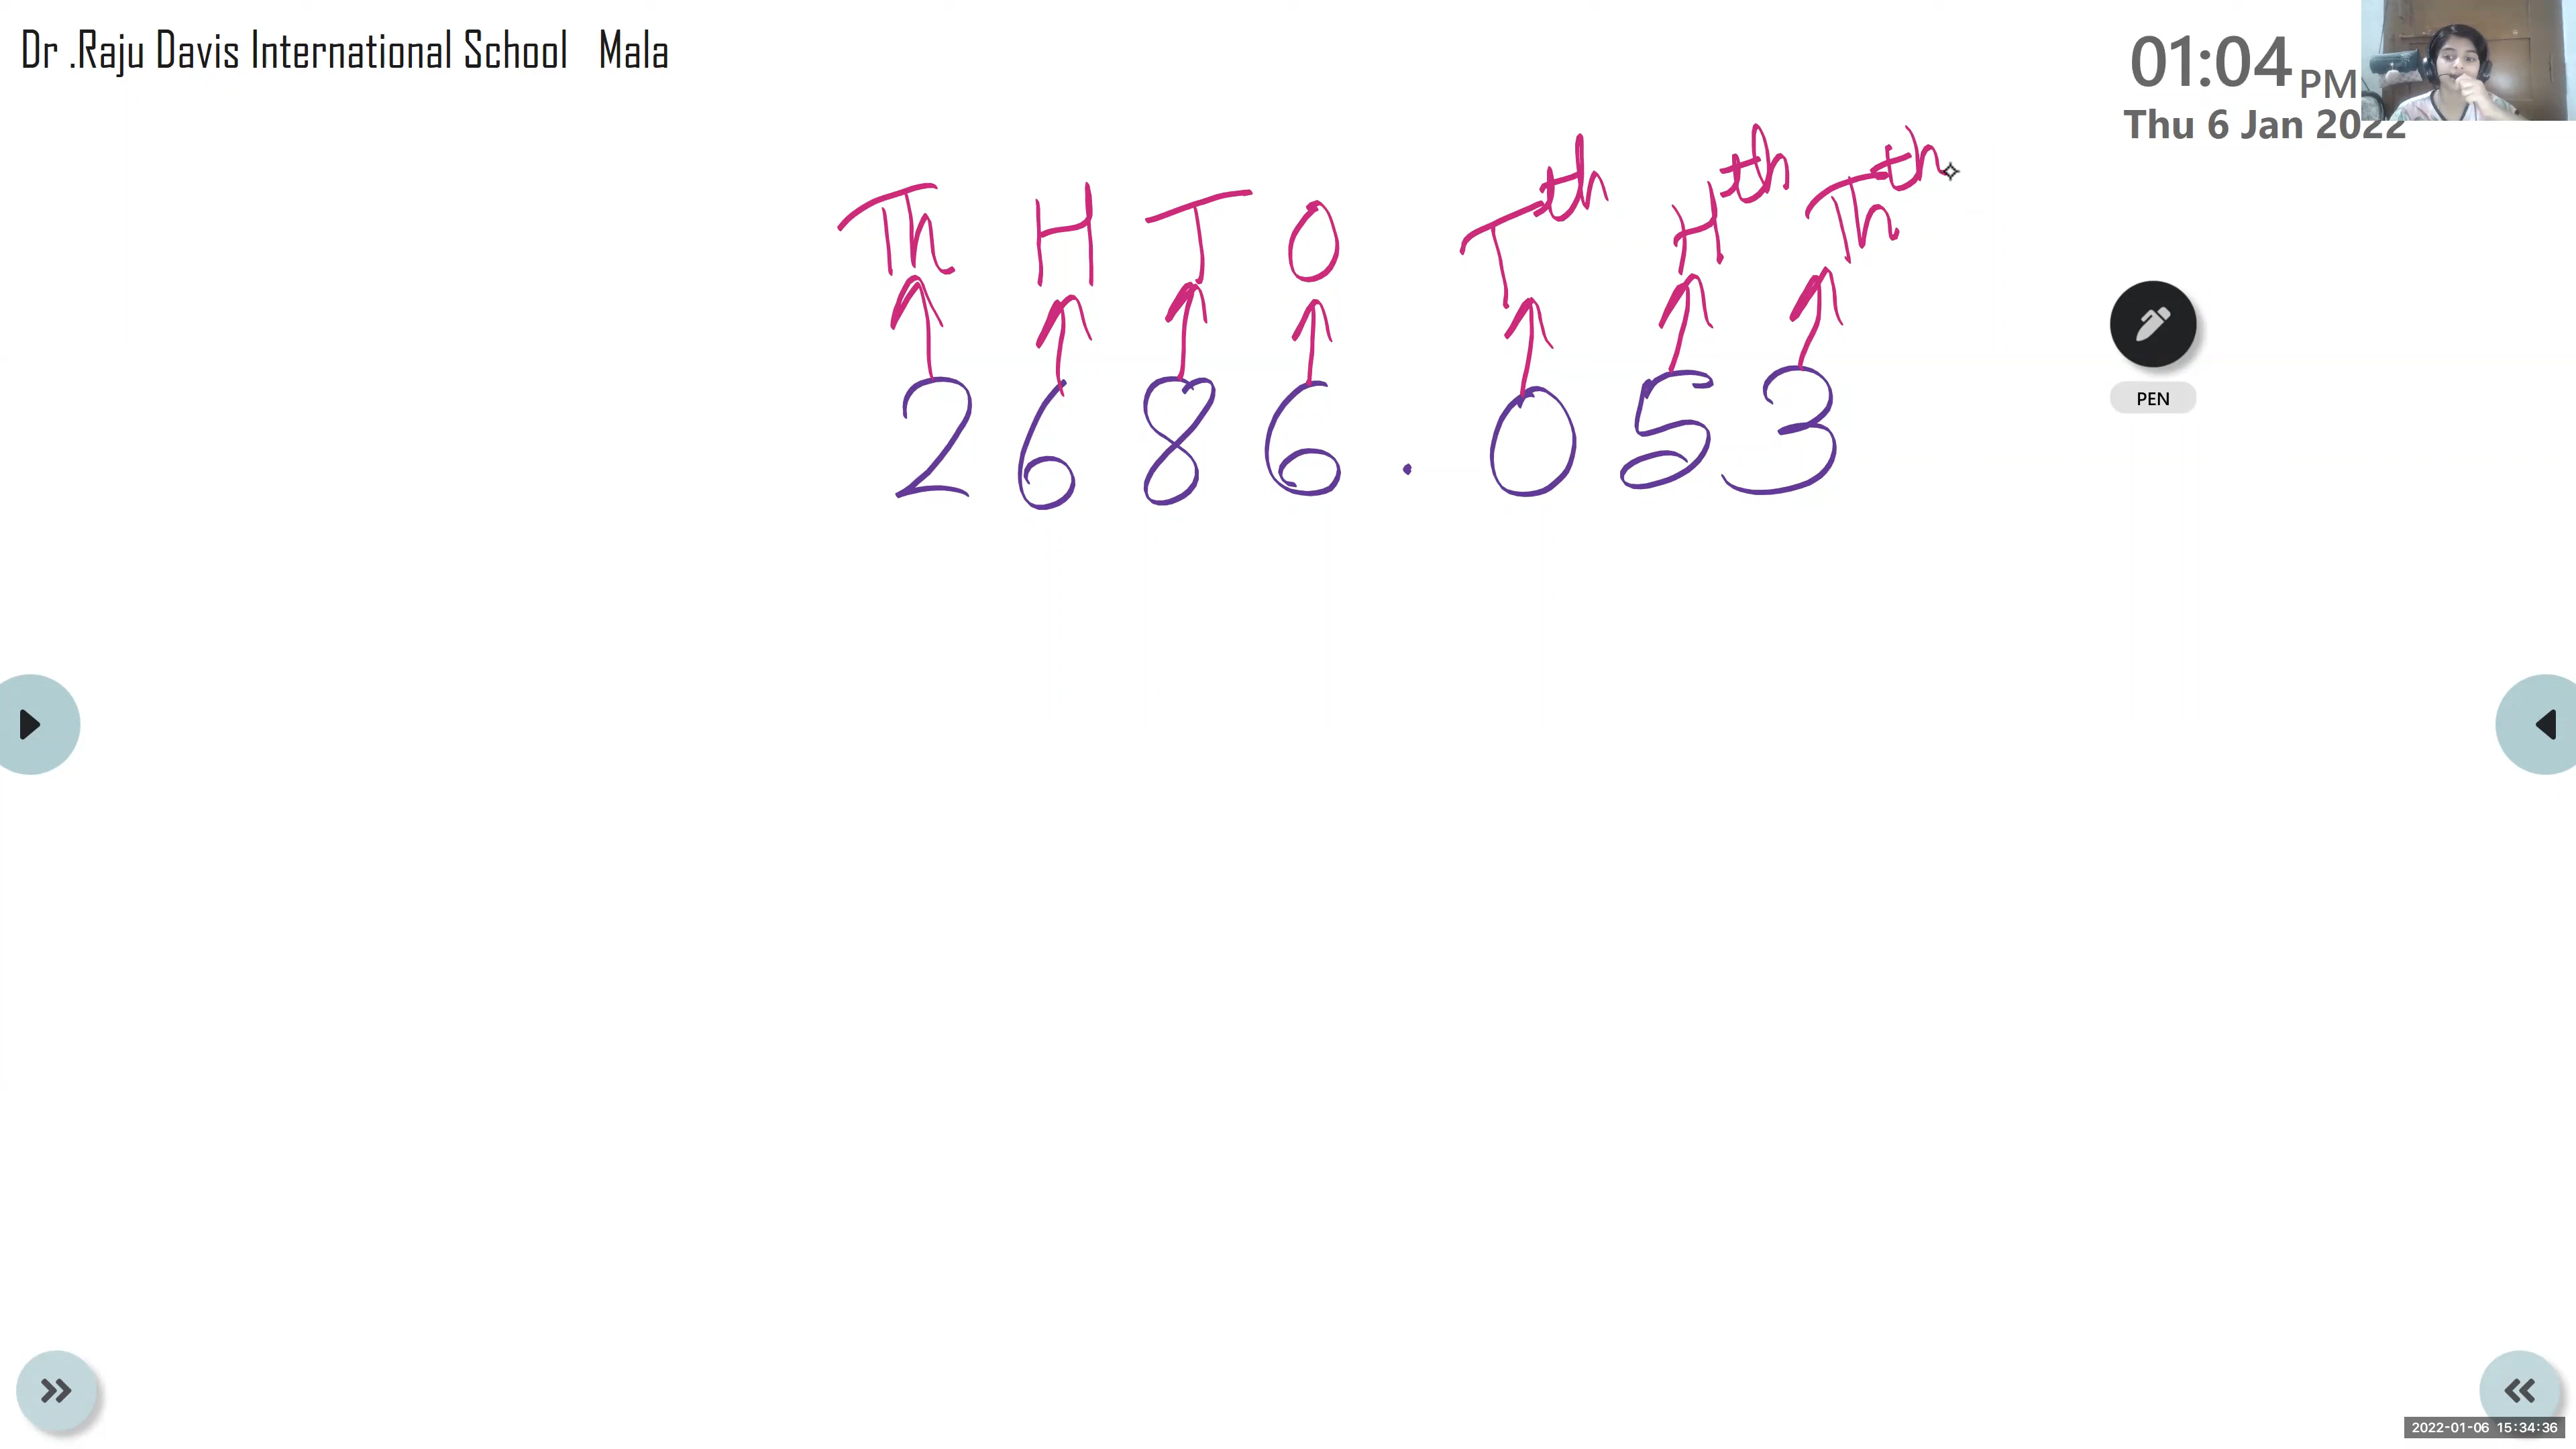 Dr .Raju Davis International School Mala
01:04 PM
Thu 6 Jan 2022
Th H T O Tth Hth Thth
2686.053
PEN
2022-01-06 15:34:36